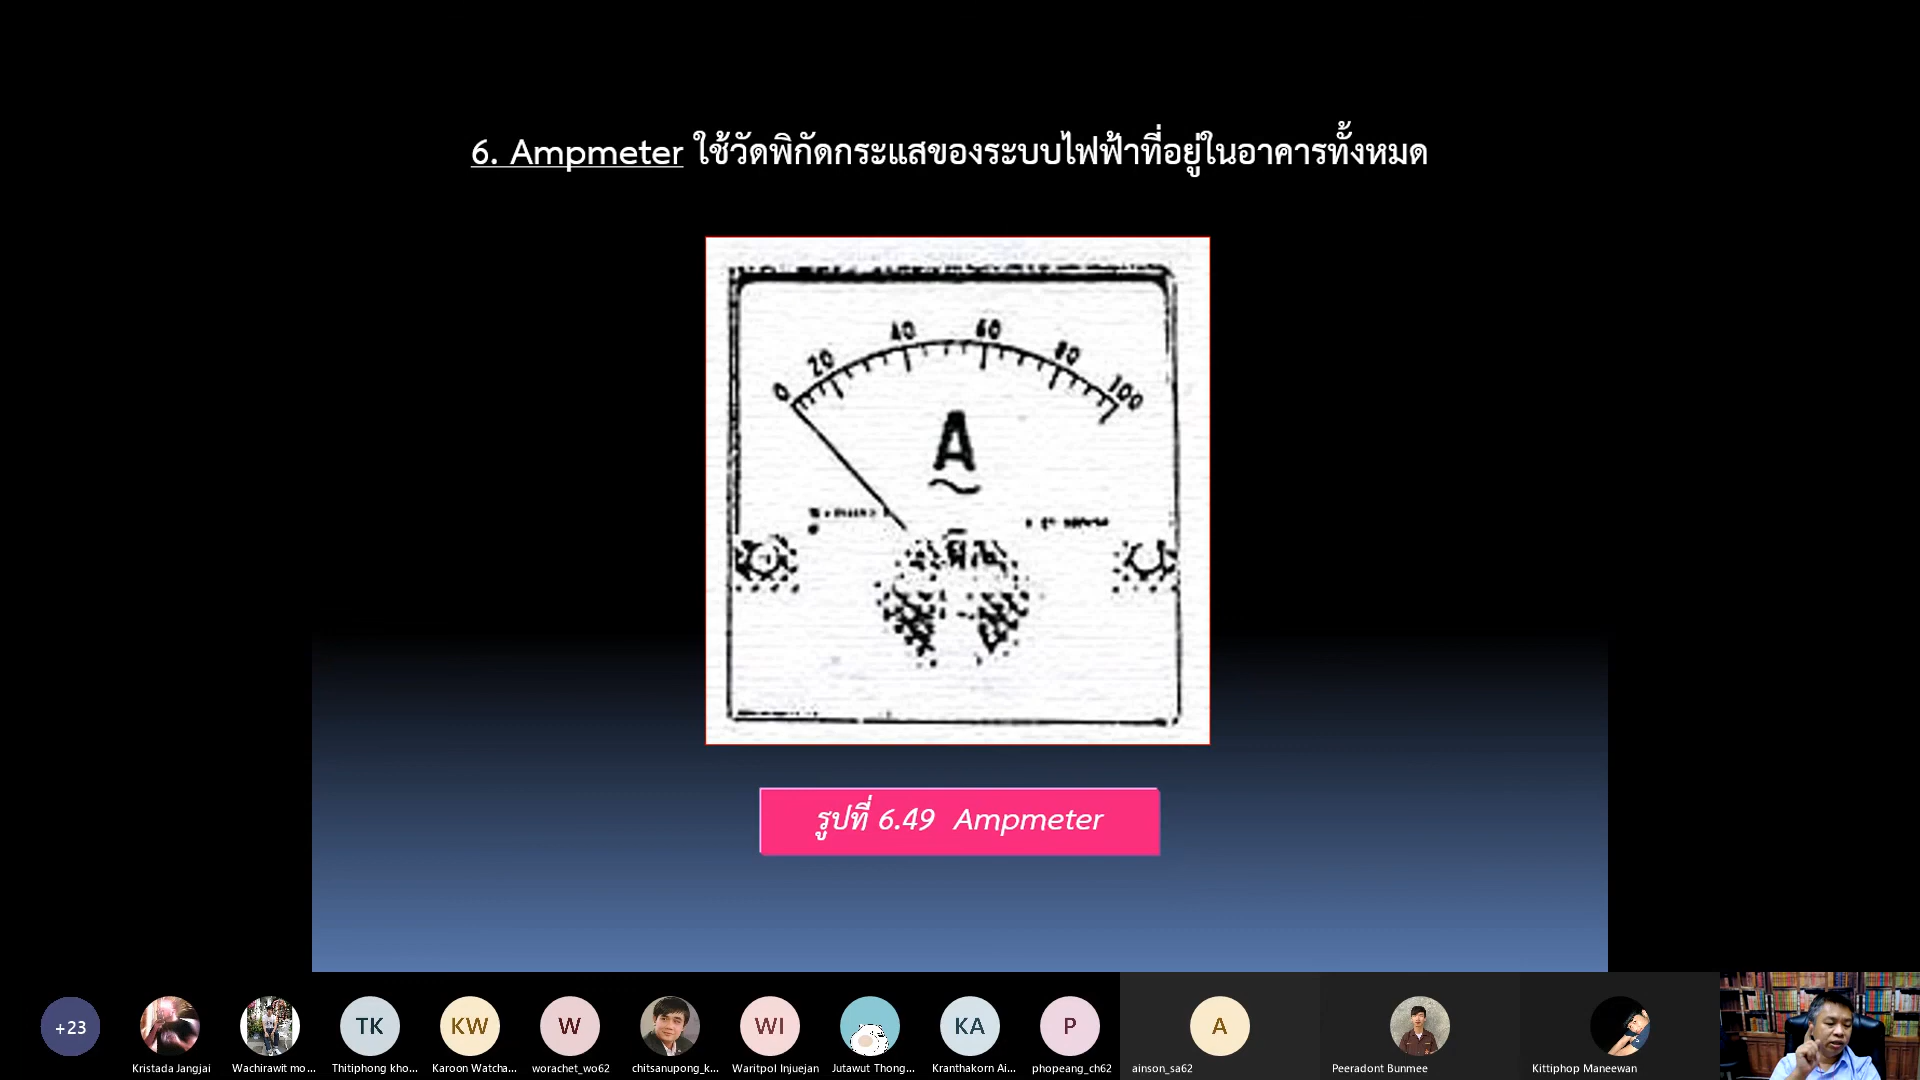 6. Ampmeter ใช้วัดพิกัดกระแสของระบบไฟฟ้าที่อยู่ในอาคารทั้งหมด
0 20 40 60 80 100
A
รูปที่ 6.49 Ampmeter
+23 TK KW W WI KA P A
Kristada Jangjai Wachirawit mo... Thitiphong kho... Karoon Watcha... worachet_wo62 chitsanupong_k... Waritpol Injuejan Jutawut Thong... Kranthakorn Ai... phopeang_ch62 ainson_sa62 Peeradont Bunmee Kittiphop Maneewan